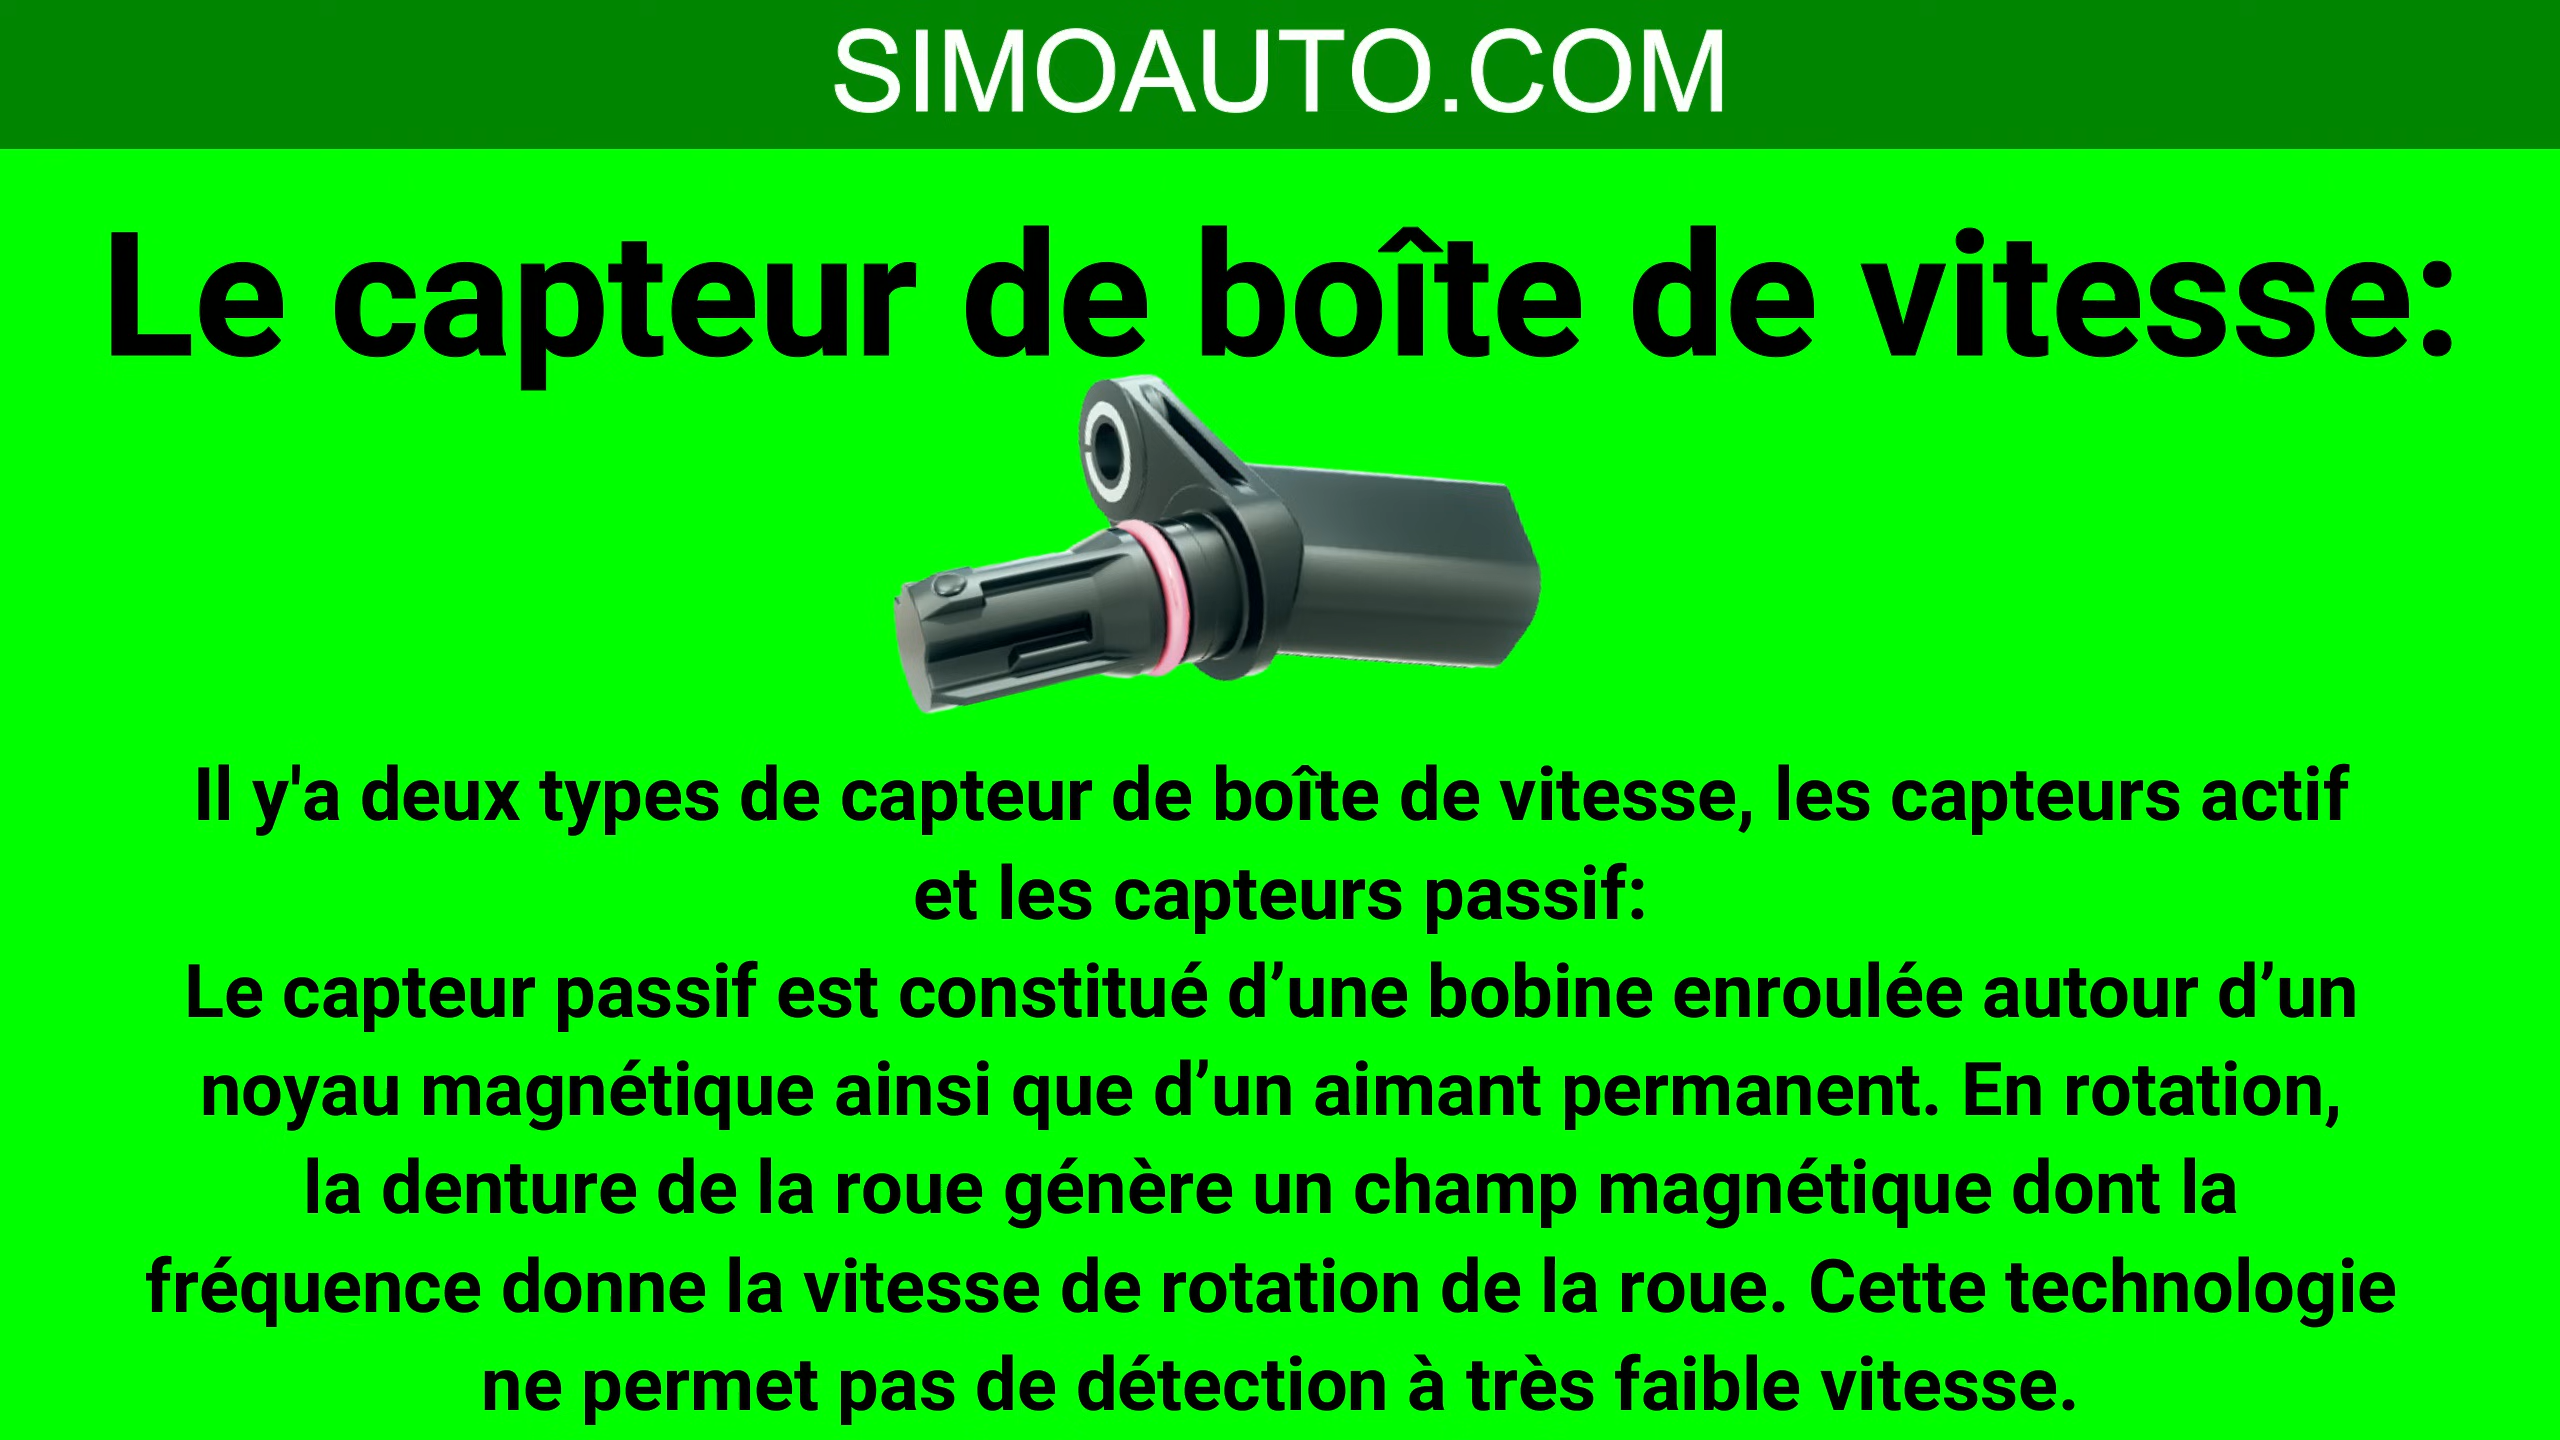 SIMOAUTO.COM
Le capteur de boîte de vitesse:
Il y'a deux types de capteur de boîte de vitesse, les capteurs actif
et les capteurs passif:
Le capteur passif est constitué d’une bobine enroulée autour d’un
noyau magnétique ainsi que d’un aimant permanent. En rotation,
la denture de la roue génère un champ magnétique dont la
fréquence donne la vitesse de rotation de la roue. Cette technologie
ne permet pas de détection à très faible vitesse.